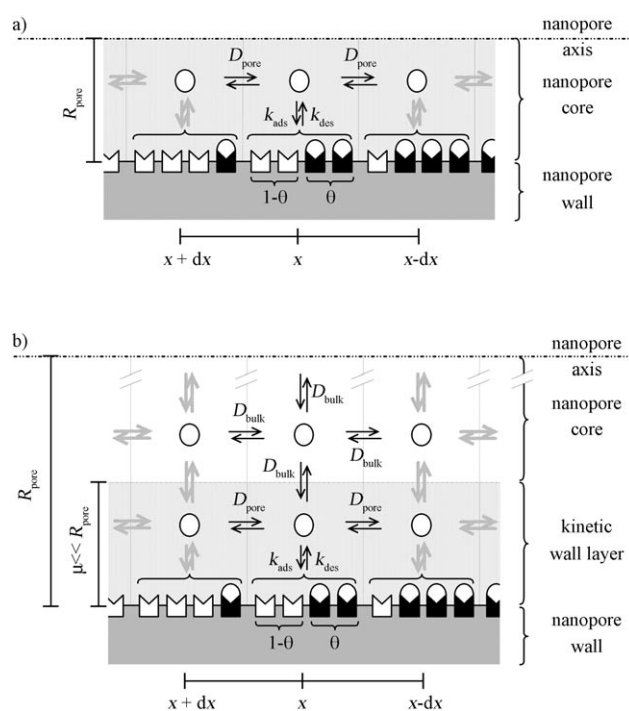 a)
nanopore
axis
nanopore
core
nanopore
wall
R_pore
D_pore
D_pore
k_ads
k_des
1-θ
θ
x + dx
x
x-dx
b)
nanopore
axis
nanopore
core
kinetic
wall layer
nanopore
wall
R_pore
μ<< R_pore
D_bulk
D_bulk
D_bulk
D_bulk
D_pore
D_pore
k_ads
k_des
1-θ
θ
x + dx
x
x-dx